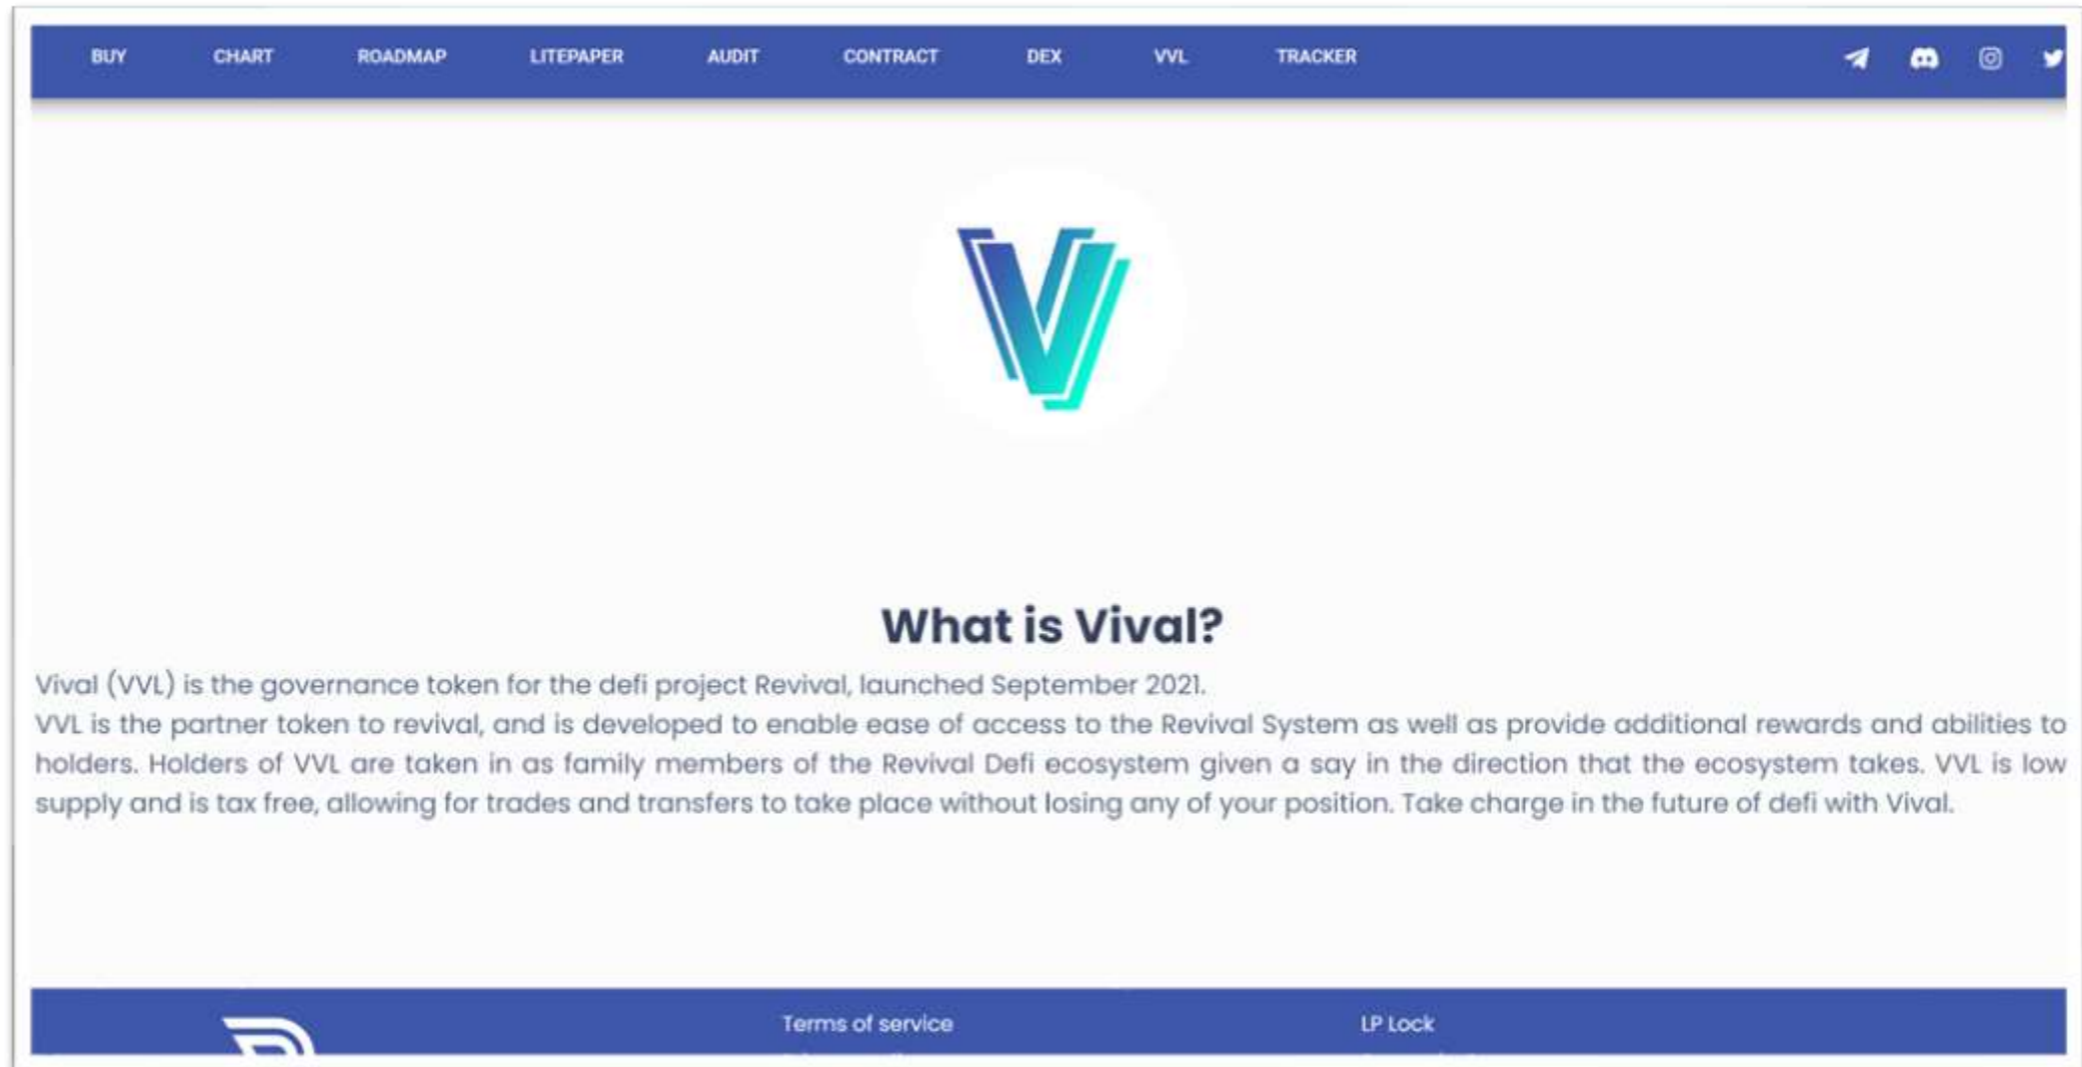 BUY CHART ROADMAP LITEPAPER AUDIT CONTRACT DEX VVL TRACKER
What is Vival?
Vival (VVL) is the governance token for the defi project Revival, launched September 2021.
VVL is the partner token to revival, and is developed to enable ease of access to the Revival System as well as provide additional rewards and abilities to
holders. Holders of VVL are taken in as family members of the Revival Defi ecosystem given a say in the direction that the ecosystem takes. VVL is low
supply and is tax free, allowing for trades and transfers to take place without losing any of your position. Take charge in the future of defi with Vival.
Terms of service LP Lock